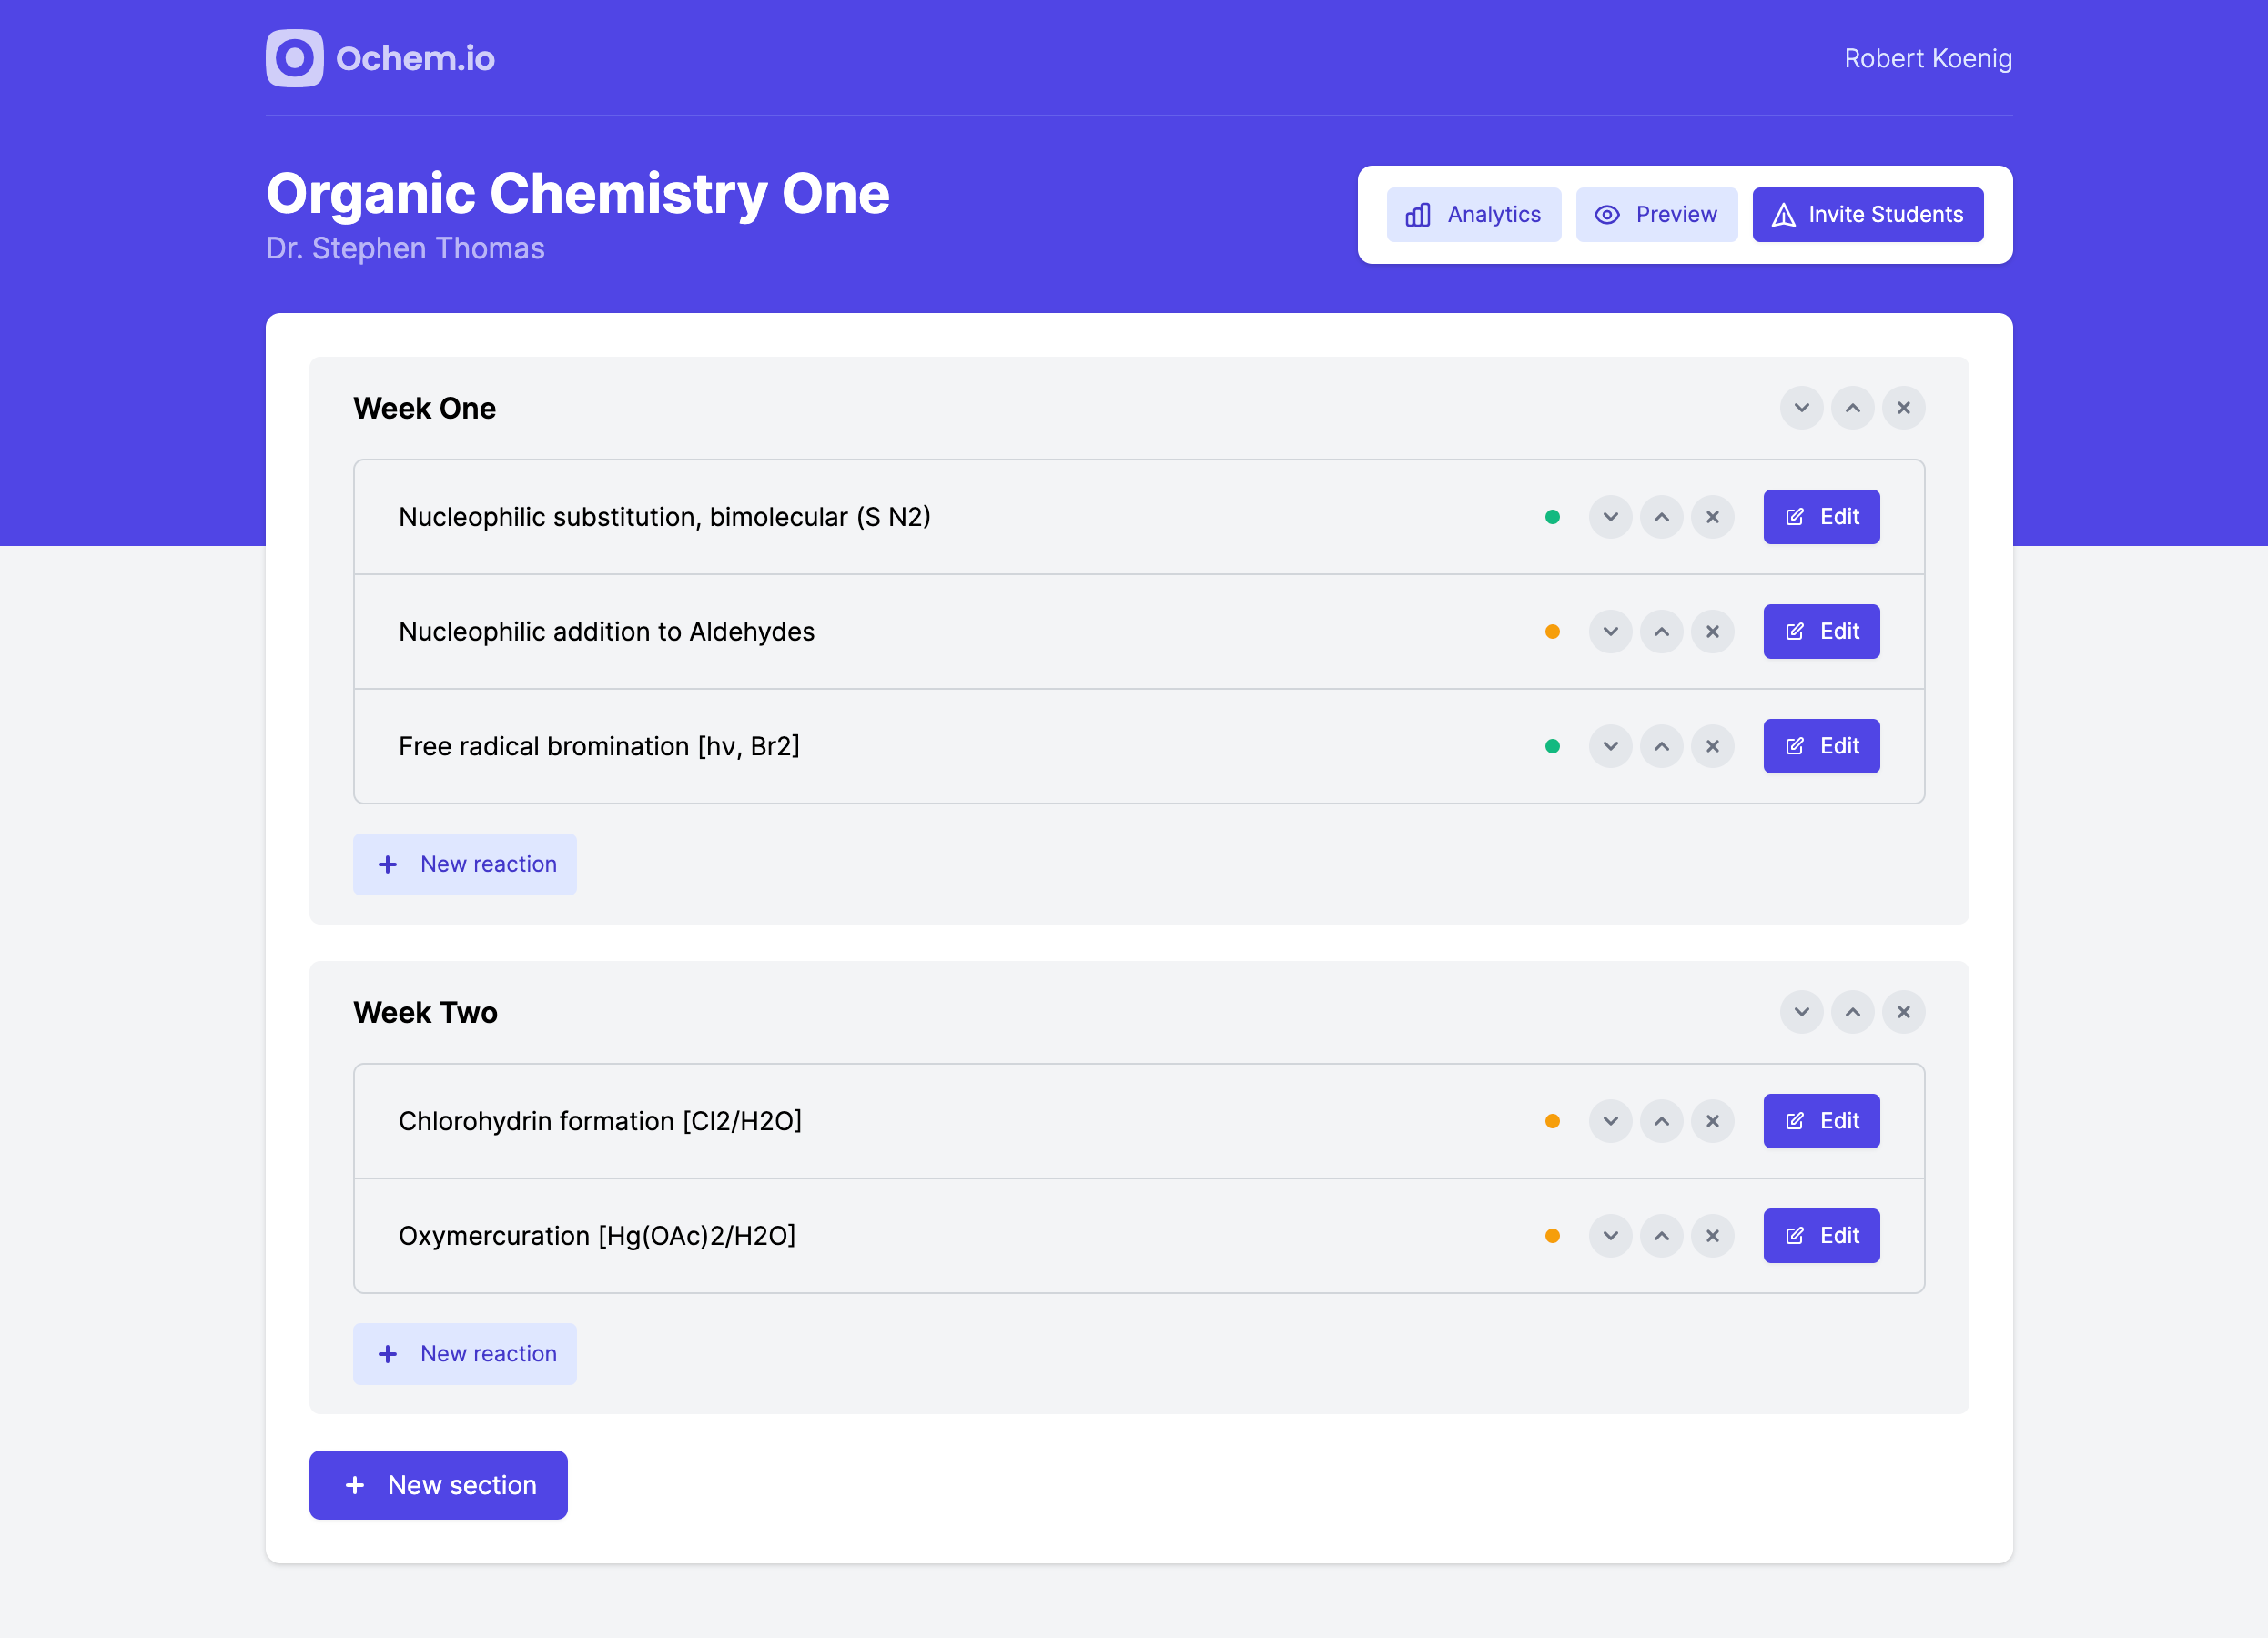 Ochem.io
Robert Koenig
Organic Chemistry One
Dr. Stephen Thomas
Analytics
Preview
Invite Students
Week One
Nucleophilic substitution, bimolecular (S N2)
Edit
Nucleophilic addition to Aldehydes
Edit
Free radical bromination [hν, Br2]
Edit
New reaction
Week Two
Chlorohydrin formation [Cl2/H2O]
Edit
Oxymercuration [Hg(OAc)2/H2O]
Edit
New reaction
New section